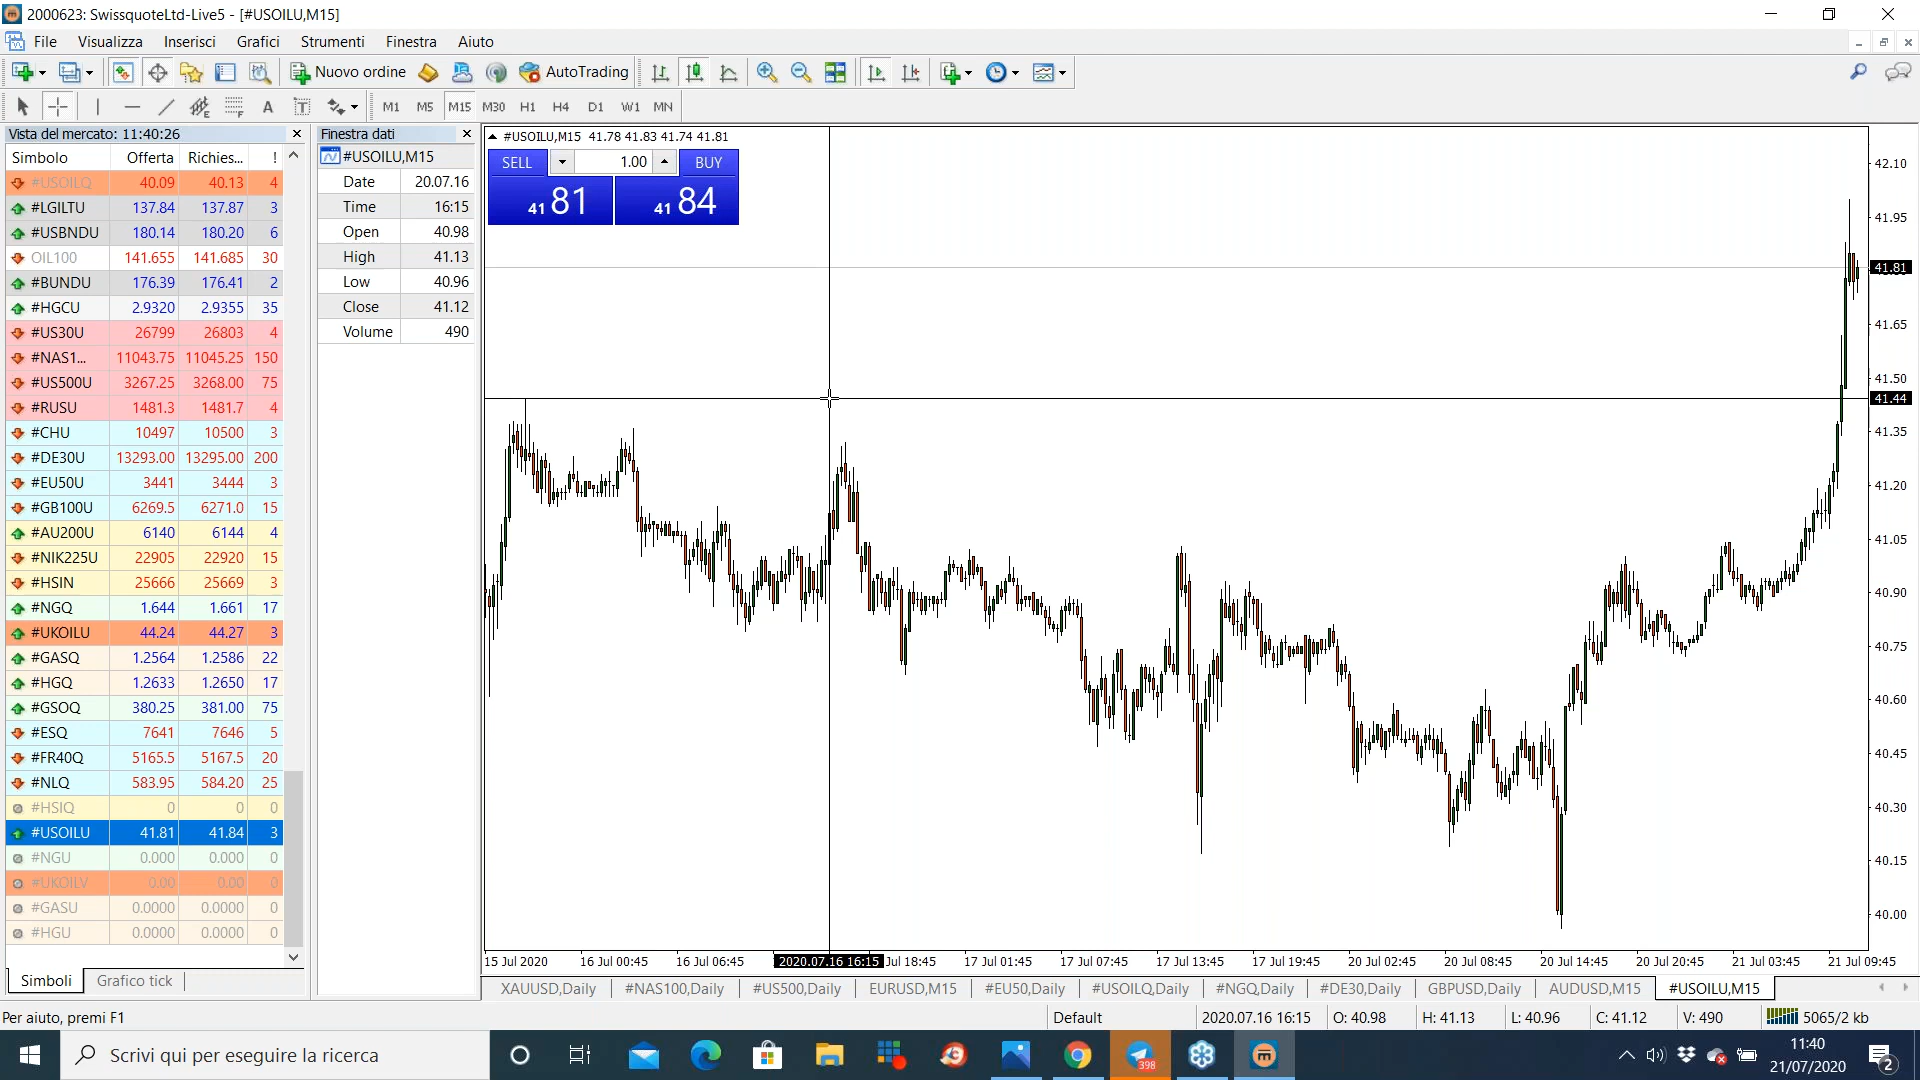 2000623: SwissquoteLtd-Live5 - [#USOILU,M15]
File Visualizza Inserisci Grafici Strumenti Finestra Aiuto
Nuovo ordine AutoTrading
A T M1 M5 M15 M30 H1 H4 D1 W1 MN
Vista del mercato: 11:40:26
Simbolo Offerta Richies... !
#USOILQ 40.09 40.13 4
#LGILTU 137.84 137.87 3
#USBNDU 180.14 180.20 6
OIL100 141.655 141.685 30
#BUNDU 176.39 176.41 2
#HGCU 2.9320 2.9355 35
#US30U 26799 26803 4
#NAS1... 11043.75 11045.25 150
#US500U 3267.25 3268.00 75
#RUSU 1481.3 1481.7 4
#CHU 10497 10500 3
#DE30U 13293.00 13295.00 200
#EU50U 3441 3444 3
#GB100U 6269.5 6271.0 15
#AU200U 6140 6144 4
#NIK225U 22905 22920 15
#HSIN 25666 25669 3
#NGQ 1.644 1.661 17
#UKOILU 44.24 44.27 3
#GASQ 1.2564 1.2586 22
#HGQ 1.2633 1.2650 17
#GSOQ 380.25 381.00 75
#ESQ 7641 7646 5
#FR40Q 5165.5 5167.5 20
#NLQ 583.95 584.20 25
#HSIQ 0 0 0
#USOILU 41.81 41.84 3
#NGU 0.000 0.000 0
#UKOILV 0.00 0.00 0
#GASU 0.0000 0.0000 0
#HGU 0.0000 0.0000 0
Simboli Grafico tick
Finestra dati
#USOILU,M15
Date 20.07.16
Time 16:15
Open 40.98
High 41.13
Low 40.96
Close 41.12
Volume 490
#USOILU,M15 41.78 41.83 41.74 41.81
SELL 1.00 BUY
41 81 41 84
42.10
41.95
41.81
41.65
41.50
41.44
41.35
41.20
41.05
40.90
40.75
40.60
40.45
40.30
40.15
40.00
15 Jul 2020 16 Jul 00:45 16 Jul 06:45 2020.07.16 16:15 Jul 18:45 17 Jul 01:45 17 Jul 07:45 17 Jul 13:45 17 Jul 19:45 20 Jul 02:45 20 Jul 08:45 20 Jul 14:45 20 Jul 20:45 21 Jul 03:45 21 Jul 09:45
XAUUSD,Daily #NAS100,Daily #US500,Daily EURUSD,M15 #EU50,Daily #USOILQ,Daily #NGQ,Daily #DE30,Daily GBPUSD,Daily AUDUSD,M15 #USOILU,M15
Per aiuto, premi F1 Default 2020.07.16 16:15 O: 40.98 H: 41.13 L: 40.96 C: 41.12 V: 490 5065/2 kb
Scrivi qui per eseguire la ricerca
398
11:40
21/07/2020
2